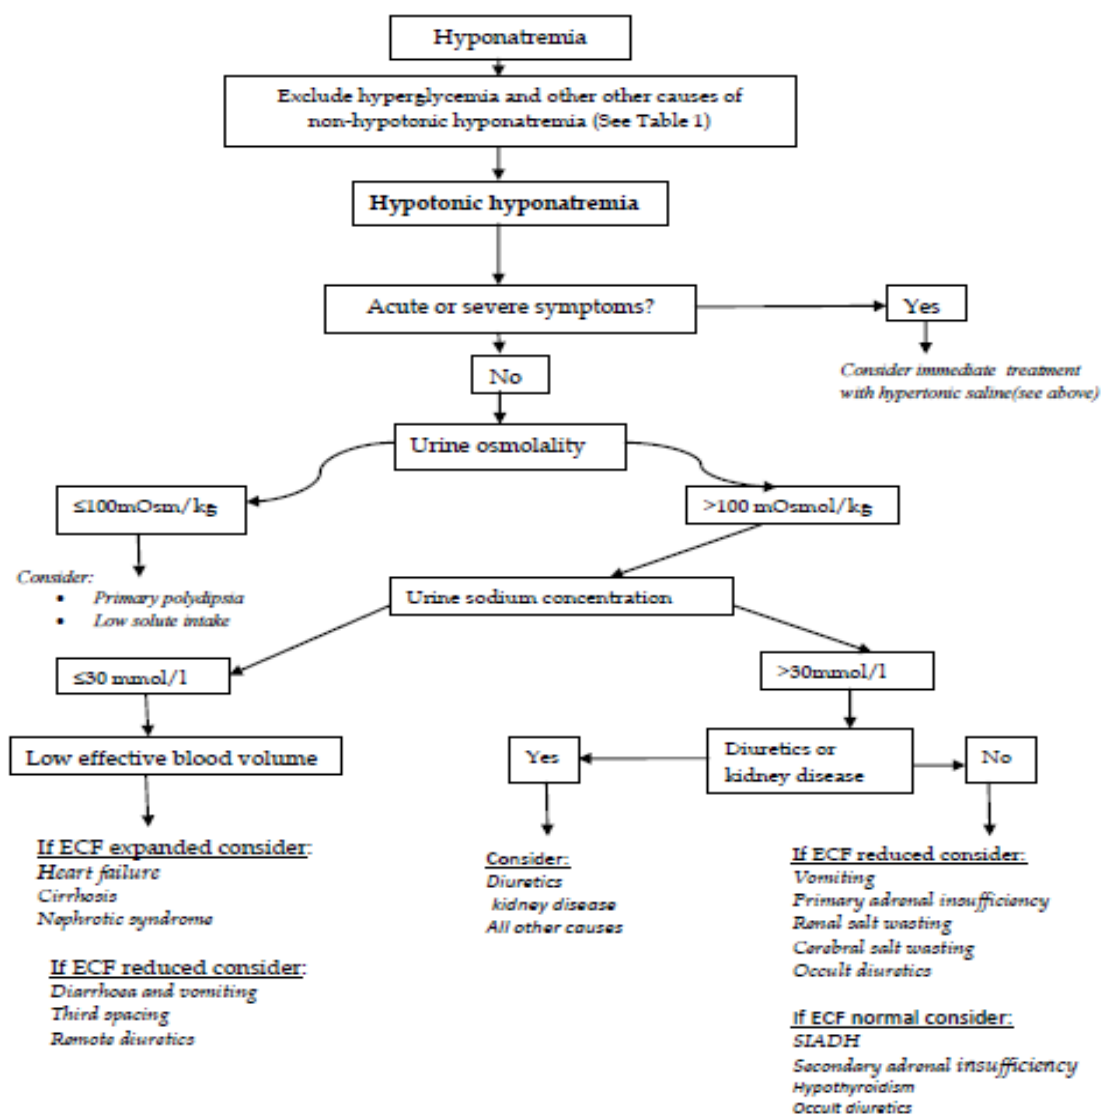 Hyponatremia
Exclude hyperglycemia and other other causes of
non-hypotonic hyponatremia (See Table 1)
Hypotonic hyponatremia
Acute or severe symptoms?
Yes
Consider immediate treatment
with hypertonic saline(see above)
No
Urine osmolality
≤100mOsm/kg
>100 mOsmol/kg
Consider:
• Primary polydipsia
• Low solute intake
Urine sodium concentration
≤30 mmol/l
>30mmol/l
Low effective blood volume
Yes
Diuretics or
kidney disease
No
If ECF expanded consider:
Heart failure
Cirrhosis
Nephrotic syndrome
If ECF reduced consider:
Diarrhoea and vomiting
Third spacing
Remote diuretics
Consider:
Diuretics
kidney disease
All other causes
If ECF reduced consider:
Vomiting
Primary adrenal insufficiency
Renal salt wasting
Cerebral salt wasting
Occult diuretics
If ECF normal consider:
SIADH
Secondary adrenal insufficiency
Hypothyroidism
Occult diuretics